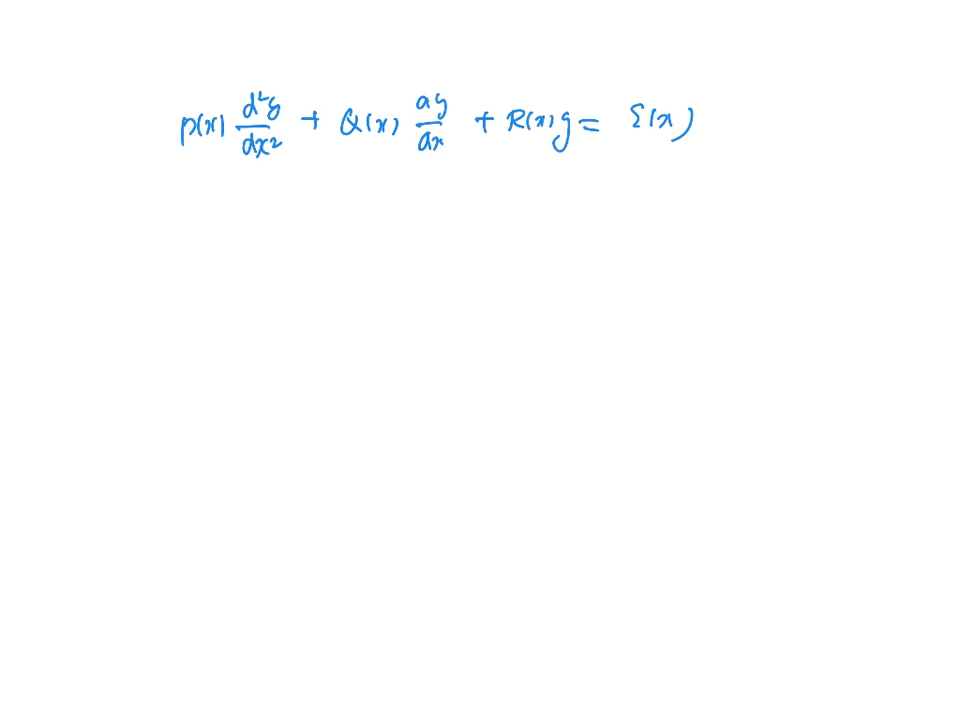 p(x) d²y/dx² + Q(x) dy/dx + R(x)y = S(x)